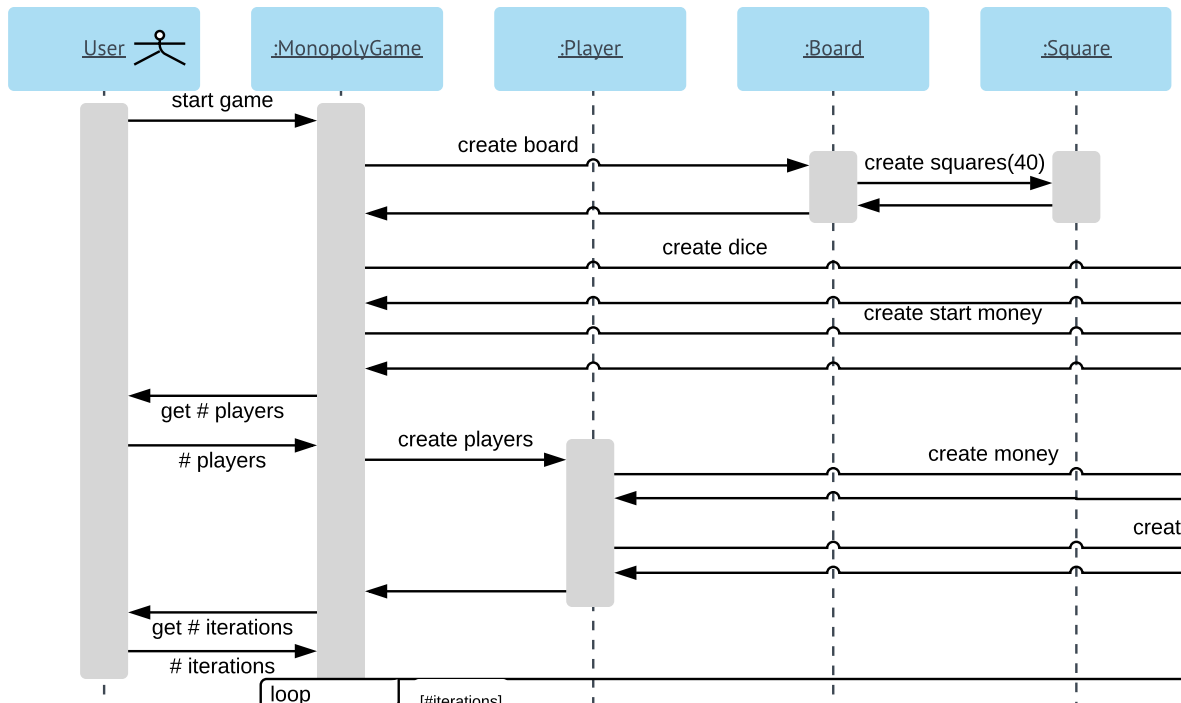 User
:MonopolyGame
:Player
:Board
:Square
start game
create board
create squares(40)
create dice
create start money
get # players
# players
create players
create money
creat
get # iterations
# iterations
loop
[#iterations]